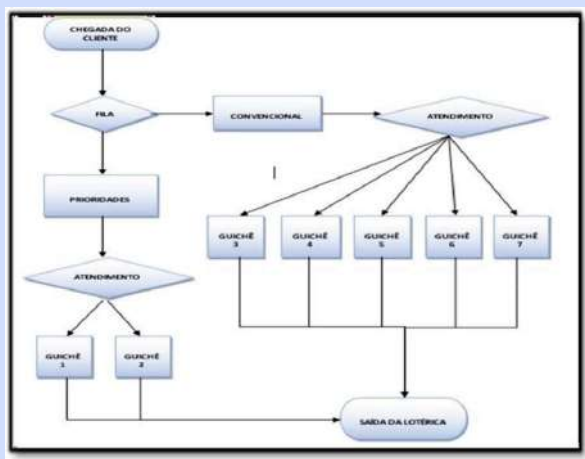 CHEGADA DO
CLIENTE
FILA
CONVENCIONAL
ATENDIMENTO
PRIORIDADES
GUICHÊ
3
GUICHÊ
4
GUICHÊ
5
GUICHÊ
6
GUICHÊ
7
ATENDIMENTO
GUICHÊ
1
GUICHÊ
2
SAÍDA DA LOTÉRICA